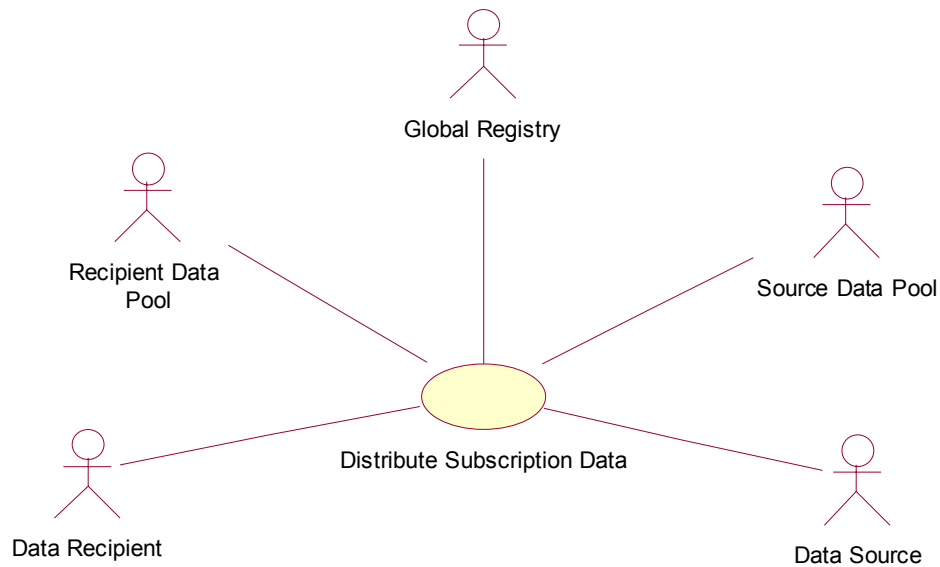 Global Registry
Recipient Data
Pool
Source Data Pool
Distribute Subscription Data
Data Recipient
Data Source